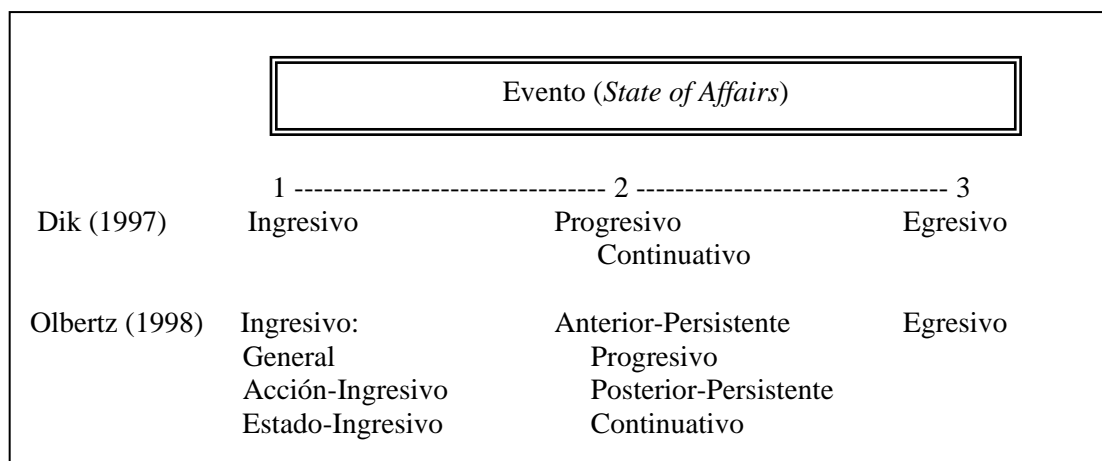 Evento (State of Affairs)
1 -------------------------------- 2 -------------------------------- 3
Dik (1997) Ingresivo Progresivo Egresivo
Continuativo
Olbertz (1998) Ingresivo: Anterior-Persistente Egresivo
General Progresivo
Acción-Ingresivo Posterior-Persistente
Estado-Ingresivo Continuativo